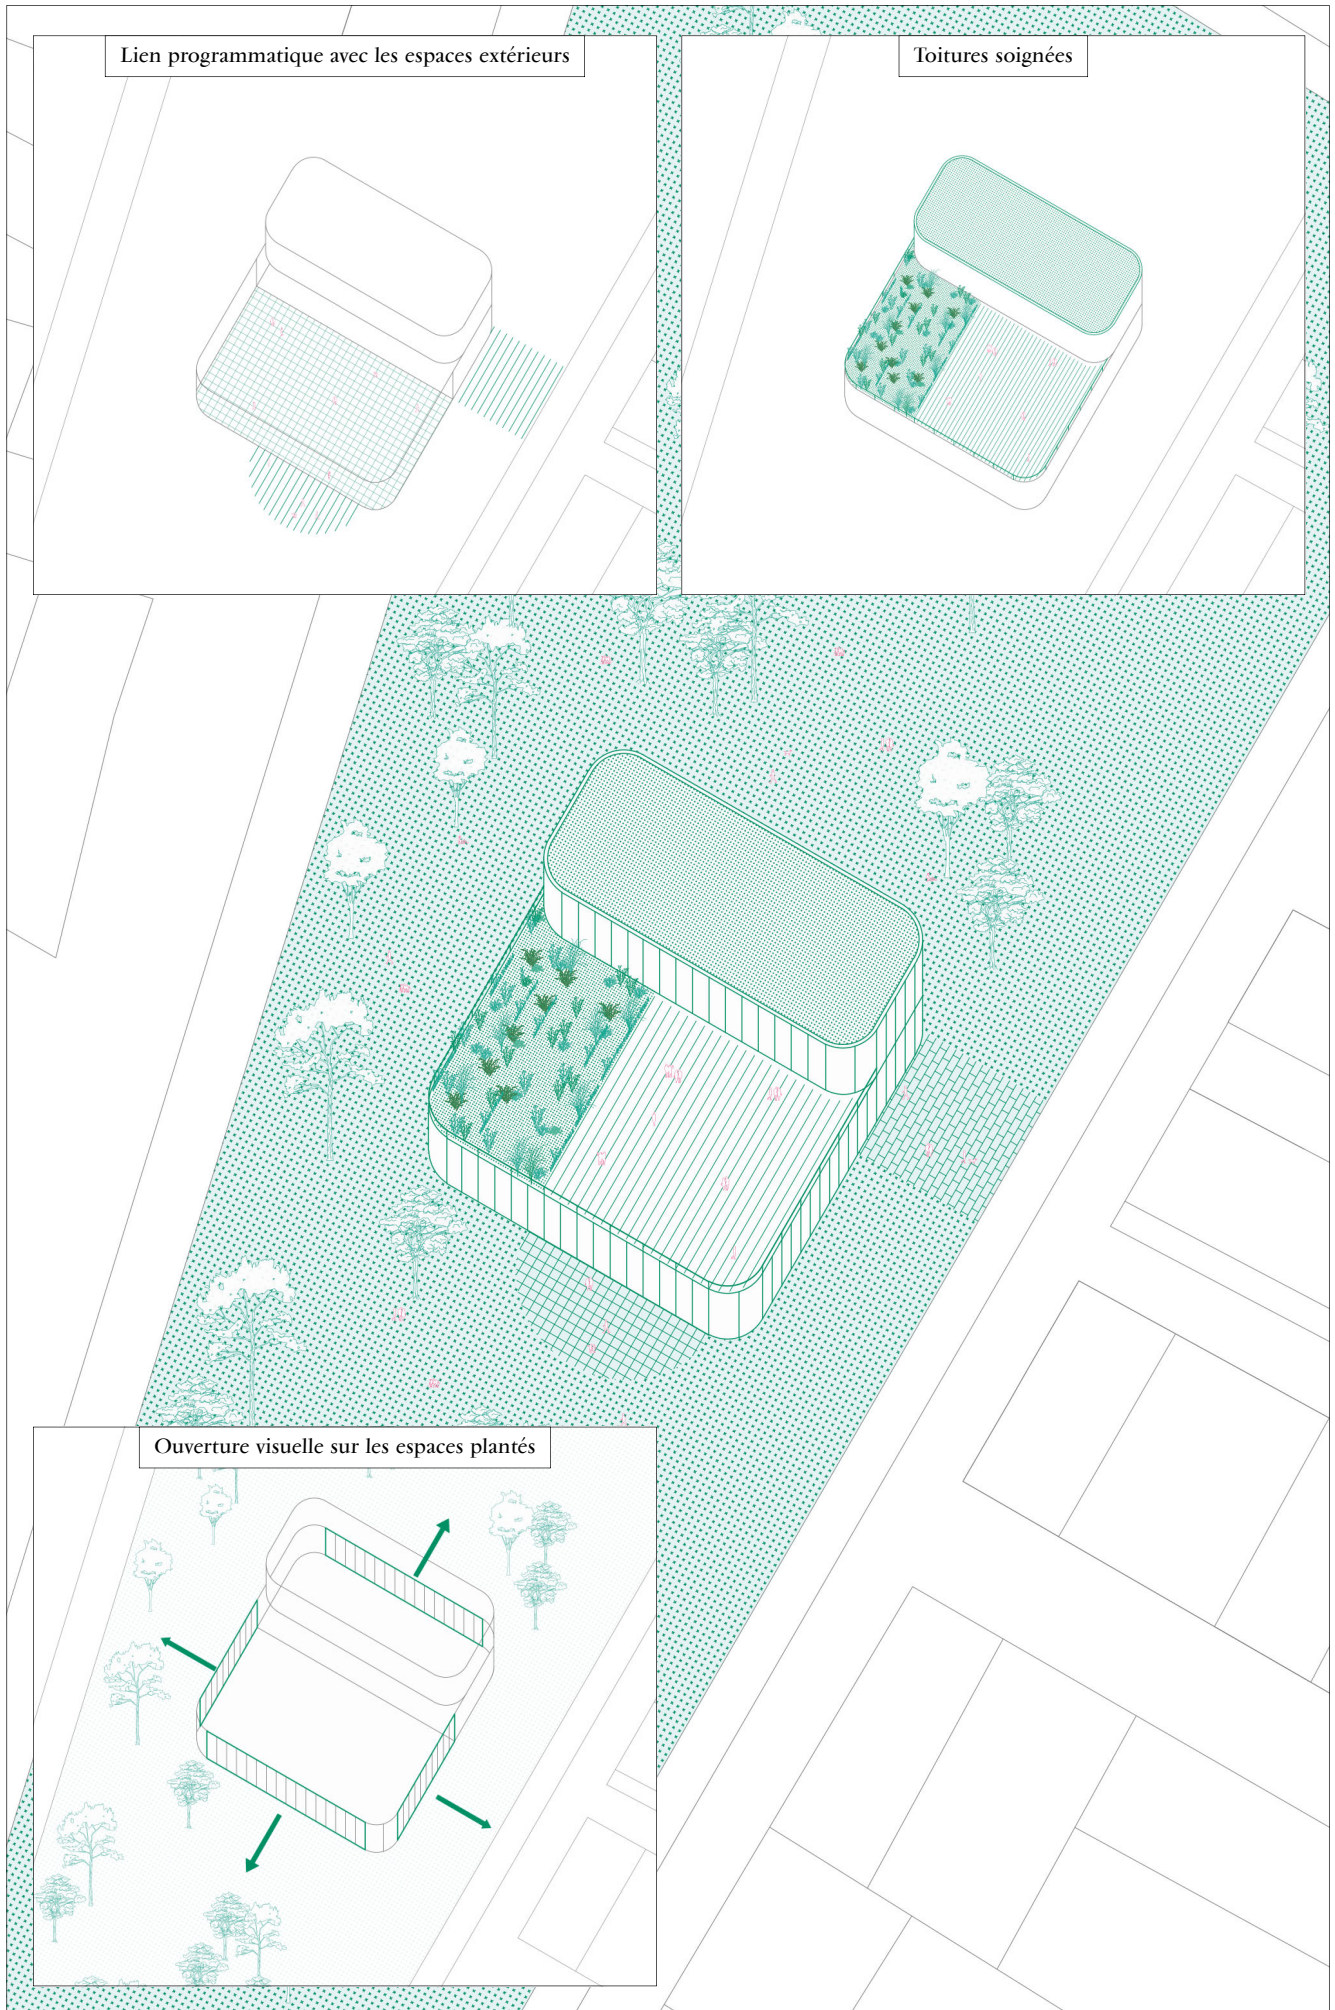 Lien programmatique avec les espaces extérieurs
Toitures soignées
Ouverture visuelle sur les espaces plantés